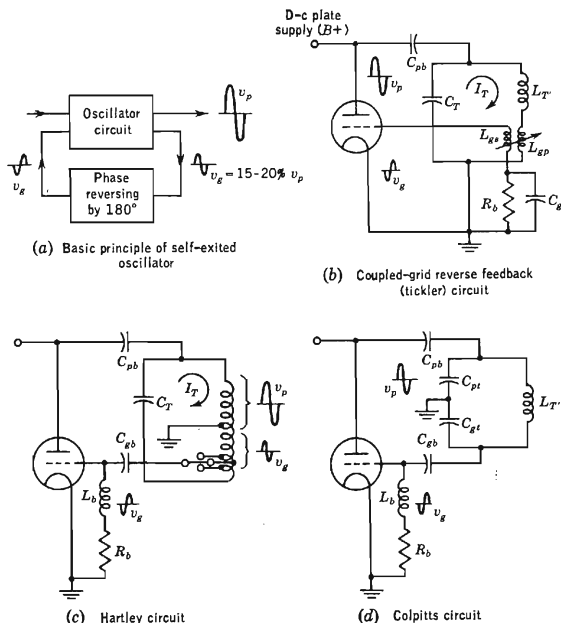 D-c plate
supply (B+)
C_pb
v_p
Oscillator
circuit
v_p
C_T
I_T
L_T'
v_g
Phase
reversing
by 180°
v_g = 15-20% v_p
L_gs
L_gp
v_g
R_b
C_g
(a) Basic principle of self-exited
oscillator
(b) Coupled-grid reverse feedback
(tickler) circuit
C_pb
I_T
C_T
v_p
C_gb
v_g
L_b
v_g
R_b
(c) Hartley circuit
C_pb
v_p
C_pt
C_gt
L_T'
C_gb
L_b
v_g
R_b
(d) Colpitts circuit